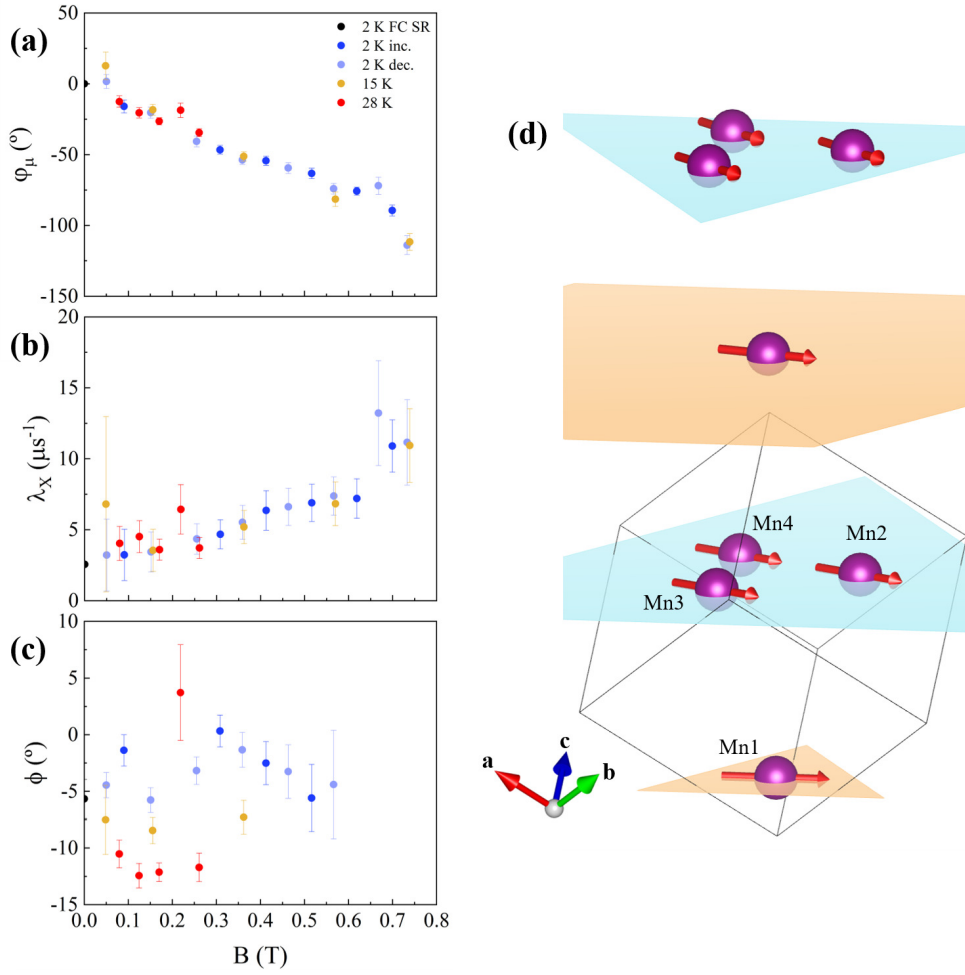 (a)
50
0
-50
-100
-150
φμ (º)
2 K FC SR
2 K inc.
2 K dec.
15 K
28 K
(b)
20
15
10
5
0
λX (μs-1)
(c)
10
5
0
-5
-10
-15
ϕ (º)
0.0 0.1 0.2 0.3 0.4 0.5 0.6 0.7 0.8
B (T)
(d)
Mn4
Mn2
Mn3
Mn1
a
c
b